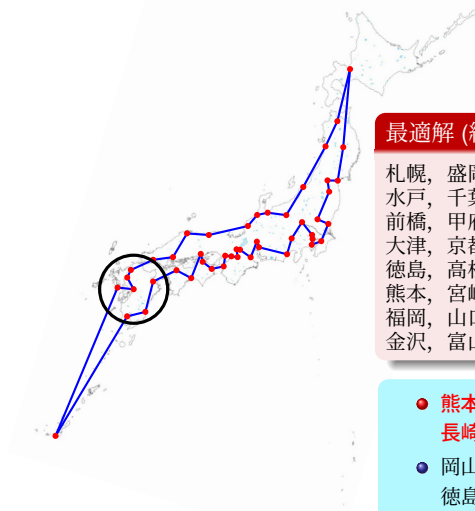 最適解 (
札幌, 盛岡
水戸, 千葉
前橋, 甲府
大津, 京都
徳島, 高松
熊本, 宮崎
福岡, 山口
金沢, 富山
熊本
長崎
岡山
徳島